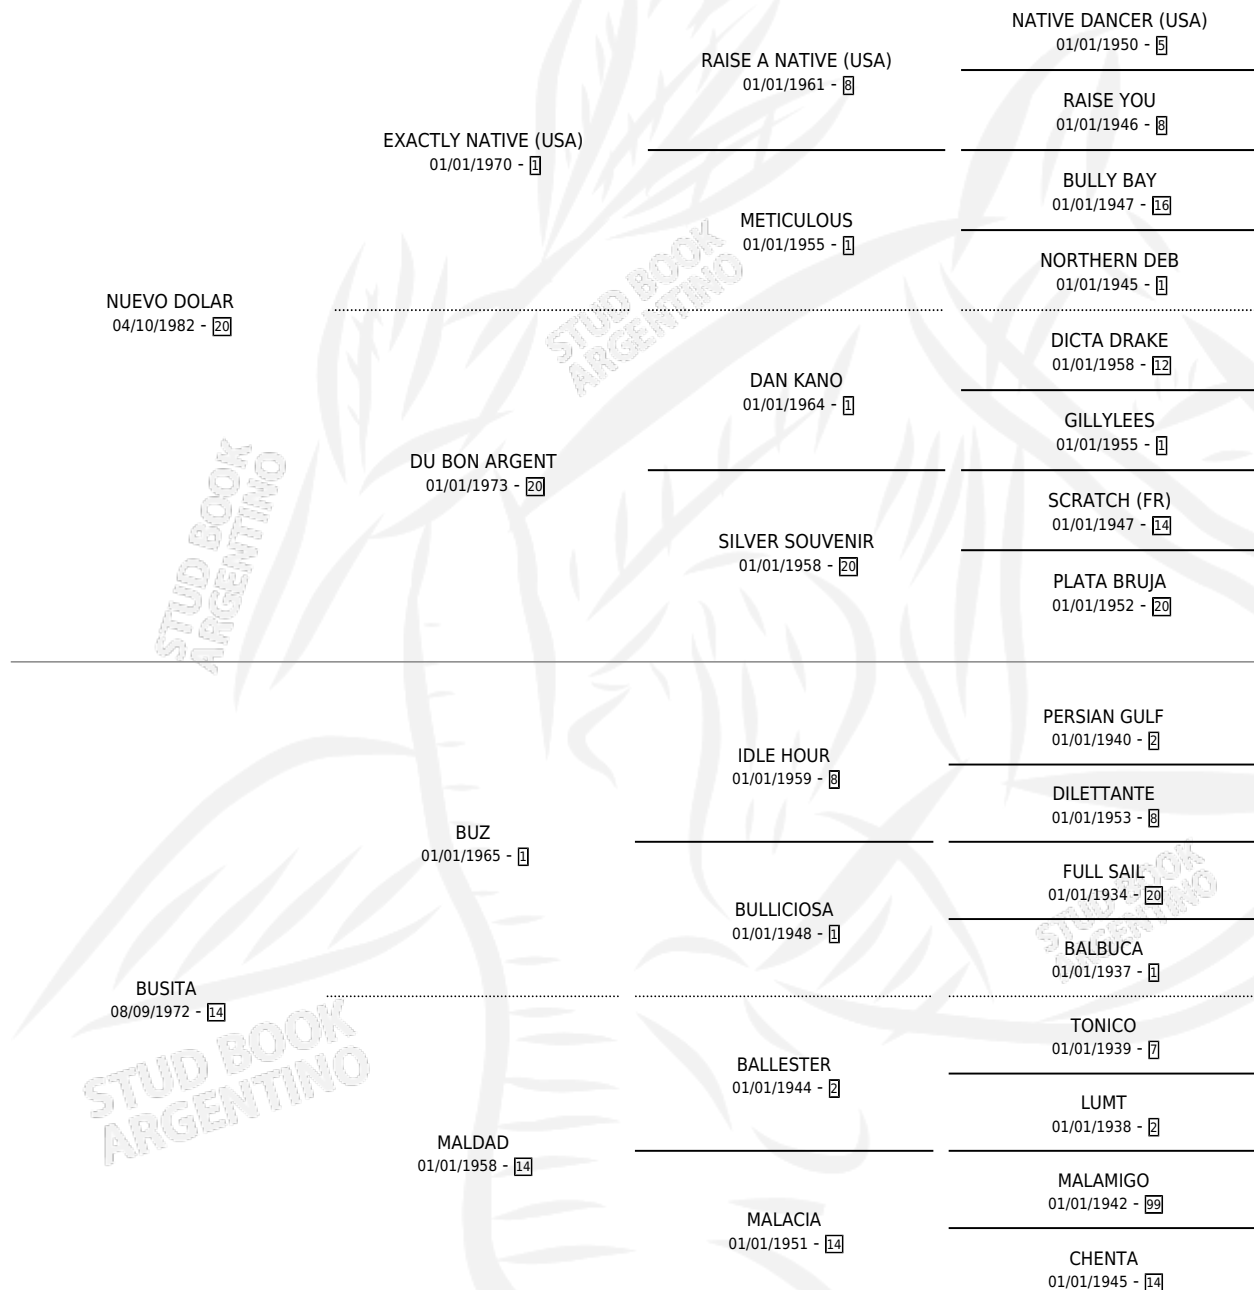 NATIVE DANCER (USA)
01/01/1950 - 5
RAISE A NATIVE (USA)
01/01/1961 - 8
RAISE YOU
01/01/1946 - 8
EXACTLY NATIVE (USA)
01/01/1970 - 1
BULLY BAY
01/01/1947 - 16
METICULOUS
01/01/1955 - 1
NORTHERN DEB
01/01/1945 - 1
NUEVO DOLAR
04/10/1982 - 20
DICTA DRAKE
01/01/1958 - 12
DAN KANO
01/01/1964 - 1
GILLYLEES
01/01/1955 - 1
DU BON ARGENT
01/01/1973 - 20
SCRATCH (FR)
01/01/1947 - 14
SILVER SOUVENIR
01/01/1958 - 20
PLATA BRUJA
01/01/1952 - 20
PERSIAN GULF
01/01/1940 - 2
IDLE HOUR
01/01/1959 - 8
DILETTANTE
01/01/1953 - 8
BUZ
01/01/1965 - 1
FULL SAIL
01/01/1934 - 20
BULLICIOSA
01/01/1948 - 1
BALBUCA
01/01/1937 - 1
BUSITA
08/09/1972 - 14
TONICO
01/01/1939 - 7
BALLESTER
01/01/1944 - 2
LUMT
01/01/1938 - 2
MALDAD
01/01/1958 - 14
MALAMIGO
01/01/1942 - 99
MALACIA
01/01/1951 - 14
CHENTA
01/01/1945 - 14
STUD BOOK
ARGENTINO
STUD BOOK
ARGENTINO
STUD BOOK
ARGENTINO
STUD BOOK
ARGENTINO